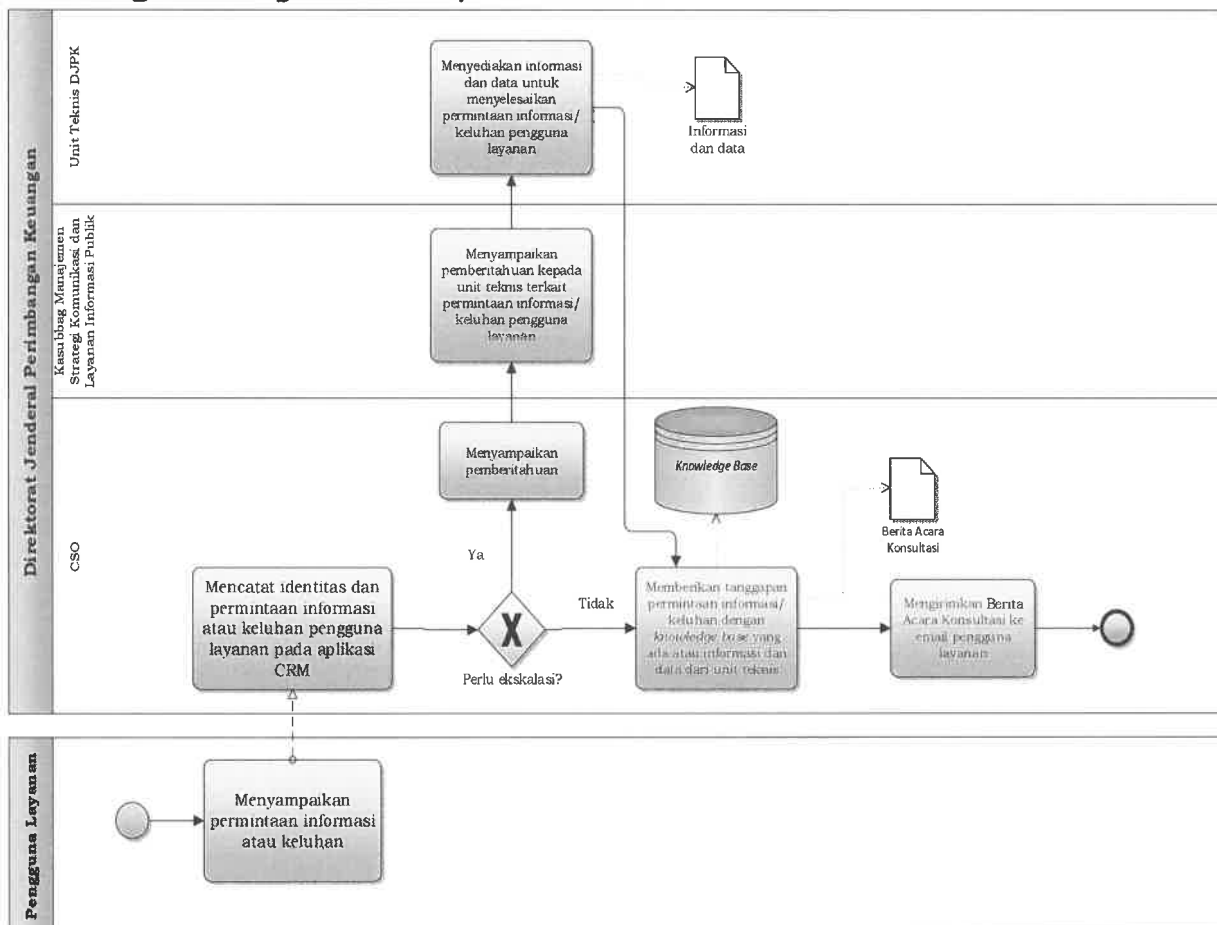 Direktorat Jenderal Perimbangan Keuangan
Unit Teknis DJPK
Menyediakan informasi
dan data untuk
menyelesaikan
permintaan informasi/
keluhan pengguna
layanan
Informasi
dan data
Kasubbag Manajemen
Strategi Komunikasi dan
Layanan Informasi Publik
Menyampaikan
pemberitahuan kepada
unit teknis terkait
permintaan informasi/
keluhan pengguna
layanan
CSO
Menyampaikan
pemberitahuan
Knowledge Base
Berita Acara
Konsultasi
Ya
Mencatat identitas dan
permintaan informasi
atau keluhan pengguna
layanan pada aplikasi
CRM
X
Perlu ekskalasi?
Tidak
Memberikan tanggapan
permintaan informasi/
keluhan dengan
knowledge base yang
ada atau informasi dan
data dari unit teknis
Mengirimkan Berita
Acara Konsultasi ke
email pengguna
layanan
Pengguna Layanan
Menyampaikan
permintaan informasi
atau keluhan